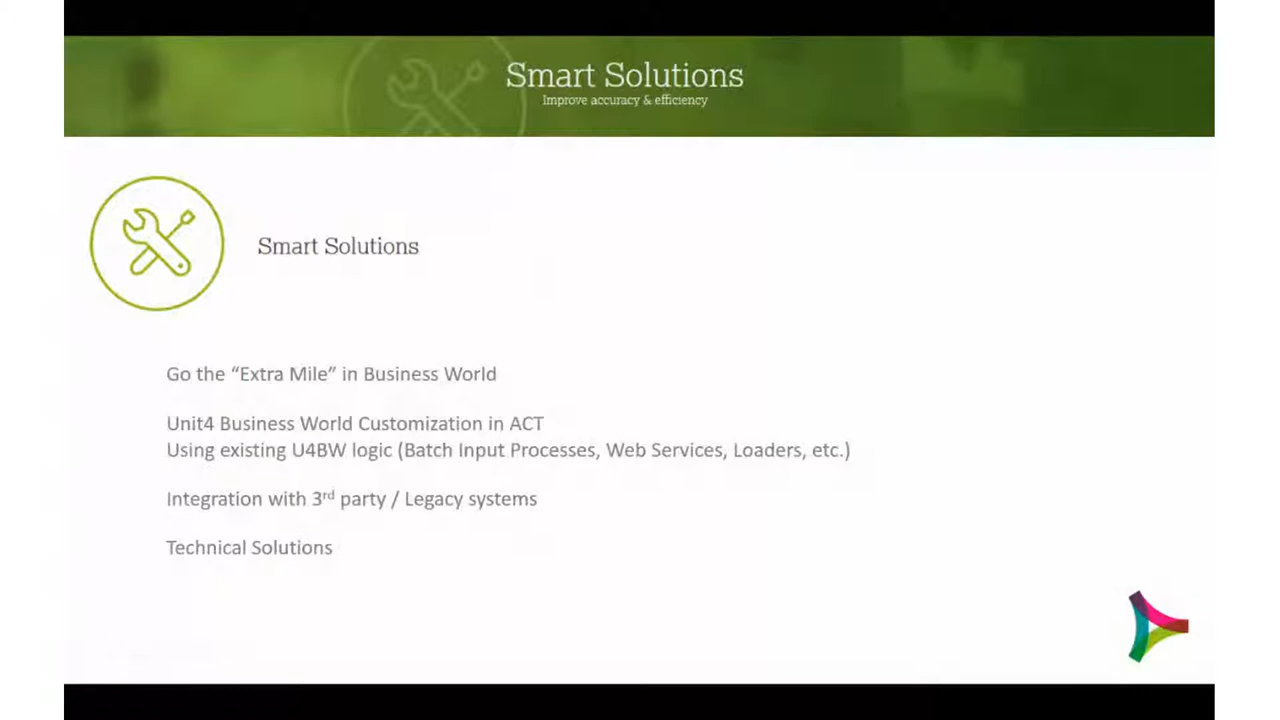 Smart Solutions
Improve accuracy & efficiency
Smart Solutions
Go the “Extra Mile” in Business World
Unit4 Business World Customization in ACT
Using existing U4BW logic (Batch Input Processes, Web Services, Loaders, etc.)
Integration with 3rd party / Legacy systems
Technical Solutions